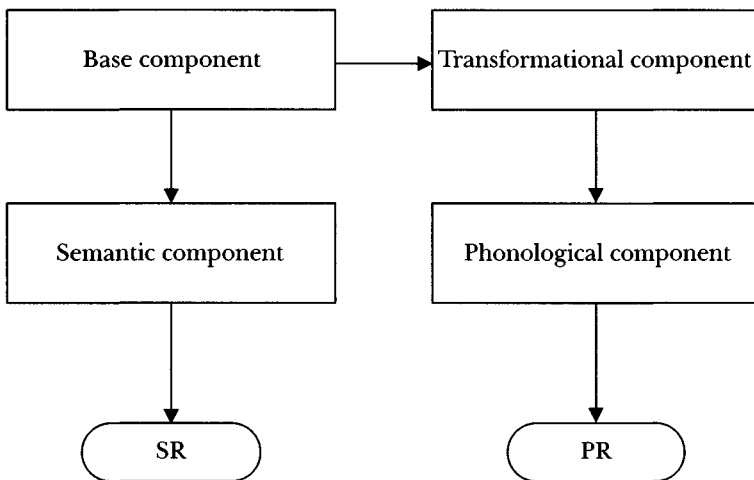 Base component
Transformational component
Semantic component
Phonological component
SR
PR